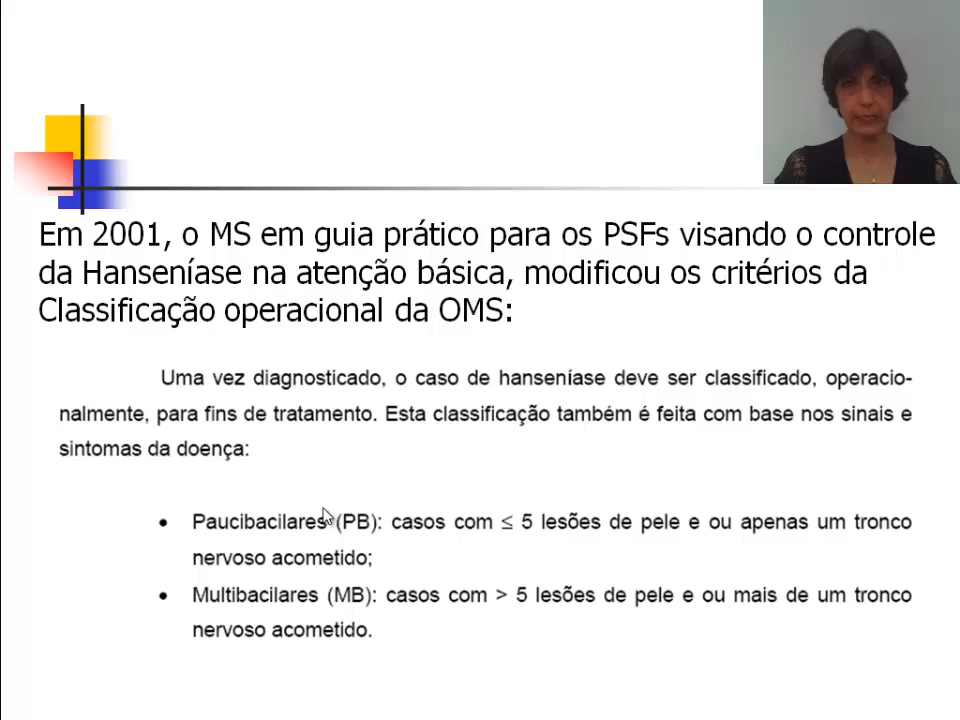 Em 2001, o MS em guia prático para os PSFs visando o controle
da Hanseníase na atenção básica, modificou os critérios da
Classificação operacional da OMS:
Uma vez diagnosticado, o caso de hanseníase deve ser classificado, operacio-
nalmente, para fins de tratamento. Esta classificação também é feita com base nos sinais e
sintomas da doença:
• Paucibacilares (PB): casos com ≤ 5 lesões de pele e ou apenas um tronco
nervoso acometido;
• Multibacilares (MB): casos com > 5 lesões de pele e ou mais de um tronco
nervoso acometido.